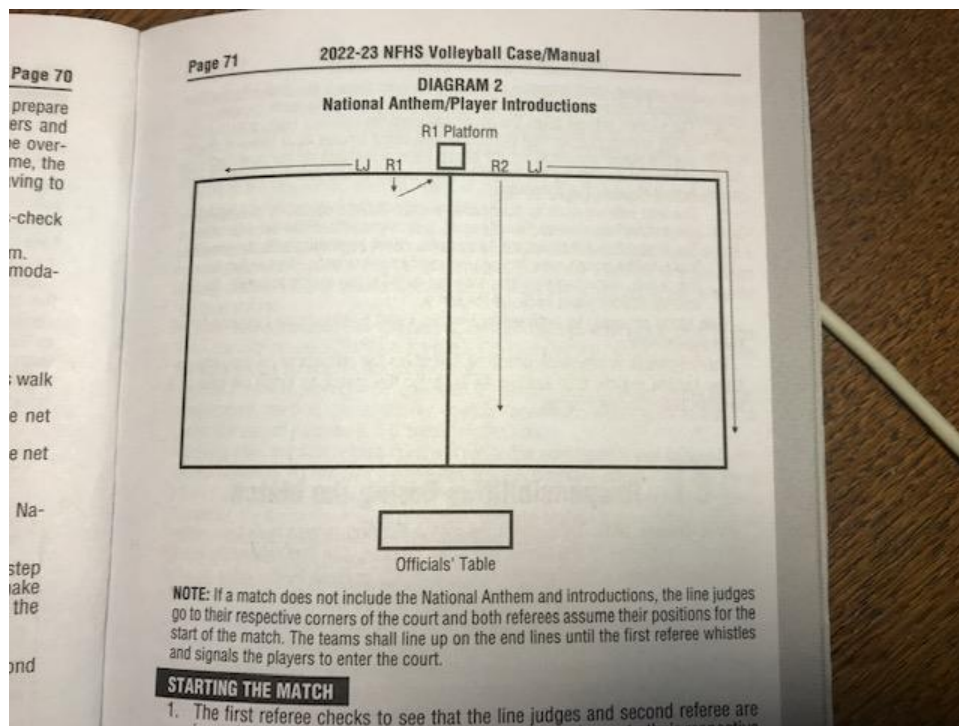 Page 70
prepare
ers and
e over-
me, the
ving to
-check
m.
moda-
walk
e net
e net
Na-
step
ake
the
ond
Page 71
2022-23 NFHS Volleyball Case/Manual
DIAGRAM 2
National Anthem/Player Introductions
R1 Platform
LJ R1 R2 LJ
Officials' Table
NOTE: If a match does not include the National Anthem and introductions, the line judges
go to their respective corners of the court and both referees assume their positions for the
start of the match. The teams shall line up on the end lines until the first referee whistles
and signals the players to enter the court.
STARTING THE MATCH
1. The first referee checks to see that the line judges and second referee are